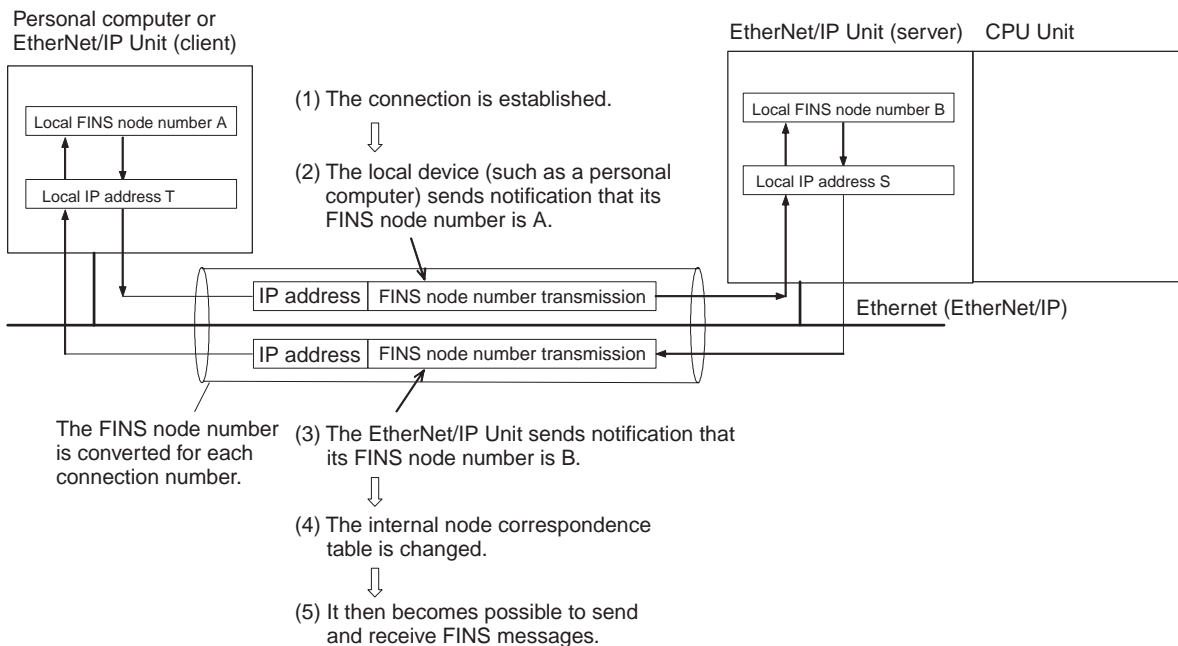 Personal computer or
EtherNet/IP Unit (client)
EtherNet/IP Unit (server)
CPU Unit
Local FINS node number A
Local IP address T
Local FINS node number B
Local IP address S
(1) The connection is established.
(2) The local device (such as a personal
computer) sends notification that its
FINS node number is A.
IP address
FINS node number transmission
Ethernet (EtherNet/IP)
IP address
FINS node number transmission
The FINS node number
is converted for each
connection number.
(3) The EtherNet/IP Unit sends notification that
its FINS node number is B.
(4) The internal node correspondence
table is changed.
(5) It then becomes possible to send
and receive FINS messages.